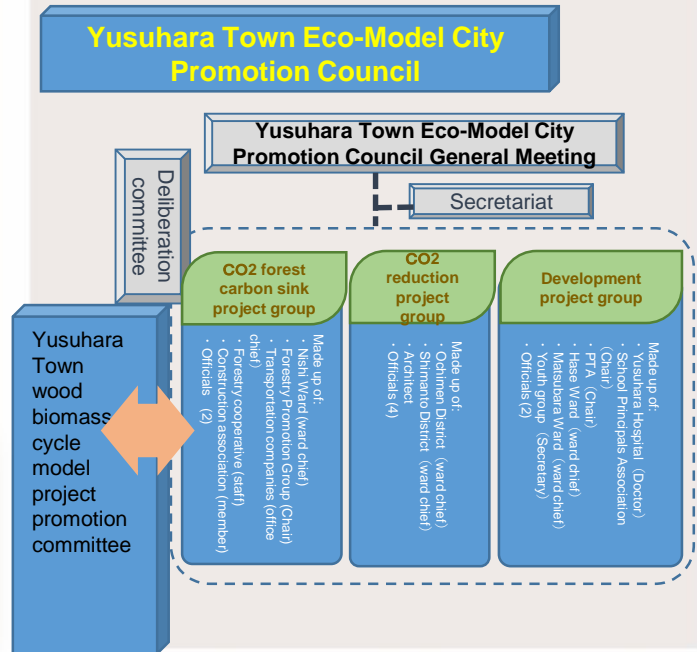 Yusuhara Town Eco-Model City
Promotion Council
Yusuhara Town Eco-Model City
Promotion Council General Meeting
Secretariat
Deliberation
committee
CO2 forest
carbon sink
project group
Made up of:
・Nishi Ward (ward chief)
・Forestry Promotion Group (Chair)
・Transportation companies (office
chief)
・Forestry cooperative (staff)
・Construction association (member)
・Officials (2)
CO2
reduction
project
group
Made up of:
・Ochimen District (ward chief)
・Shimanto District (ward chief)
・Architect
・Officials (4)
Development
project group
Made up of:
・Yusuhara Hospital (Doctor)
・School Principals Association
(Chair)
・PTA (Chair)
・Hase Ward (ward chief)
・Matsubara Ward (ward chief)
・Youth group (Secretary)
・Officials (2)
Yusuhara
Town
wood
biomass
cycle
model
project
promotion
committee